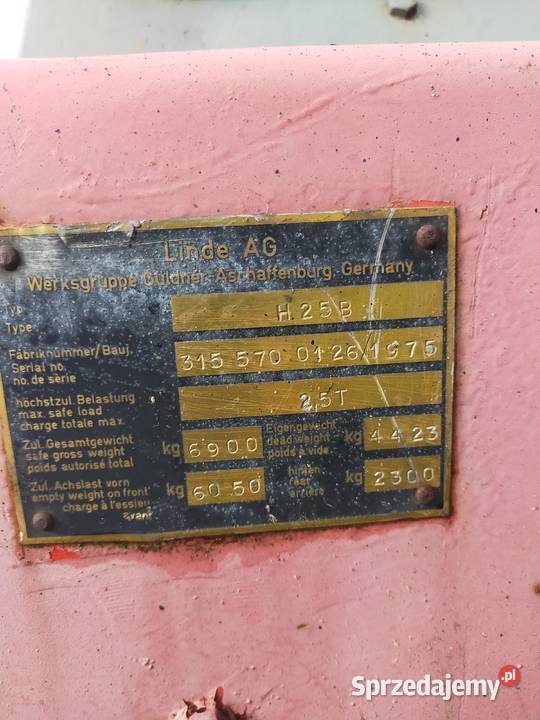 Linde AG
Werksgruppe Güldner Aschaffenburg, Germany
Typ
Type
H 25 B
Fabriknummer/Bauj.
Serial no.
no. de série
315 570 0126/1975
höchstzul. Belastung
max. safe load
charge totale max.
2,5T
Zul. Gesamtgewicht
safe gross weight
poids autorisé total
kg 6900
Eigengewicht
dead weight
poids à vide
kg 4423
Zul. Achslast vorn
empty weight on front
charge à l'essieu
avant
kg 6050
hinten
rear
arrière
kg 2300
Sprzedajemy.pl